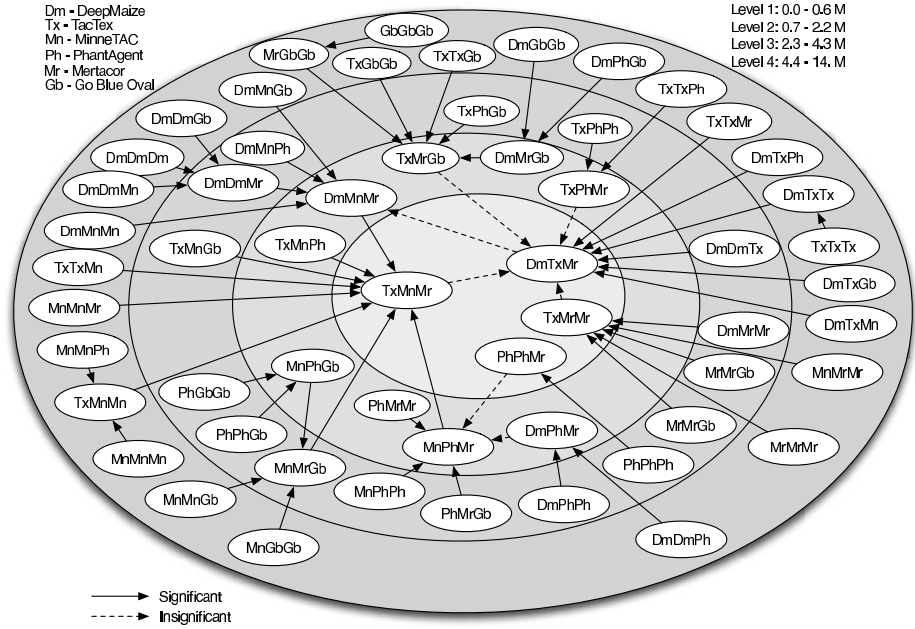 Dm - DeepMaize
Tx - TacTex
Mn - MinneTAC
Ph - PhantAgent
Mr - Mertacor
Gb - Go Blue Oval
Level 1: 0.0 - 0.6 M
Level 2: 0.7 - 2.2 M
Level 3: 2.3 - 4.3 M
Level 4: 4.4 - 14. M
GbGbGb
MrGbGb
TxGbGb
TxTxGb
DmGbGb
DmPhGb
DmMnGb
TxTxPh
DmDmGb
TxPhGb
TxPhPh
TxTxMr
DmDmDm
DmMnPh
TxMrGb
DmMrGb
DmTxPh
DmDmMn
DmDmMr
DmMnMr
TxPhMr
DmTxTx
DmMnMn
TxMnGb
TxMnPh
DmDmTx
TxTxTx
TxTxMn
DmTxMr
DmTxGb
MnMnMr
TxMnMr
TxMrMr
DmMrMr
DmTxMn
MnMnPh
PhPhMr
MrMrGb
MnMrMr
MnPhGb
PhGbGb
TxMnMn
PhMrMr
MrMrGb
PhPhGb
MnPhMr
DmPhMr
MrMrMr
MnMnMn
MnMrGb
PhPhPh
MnMnGb
MnPhPh
PhMrGb
DmPhPh
MnGbGb
DmDmPh
Significant
Insignificant